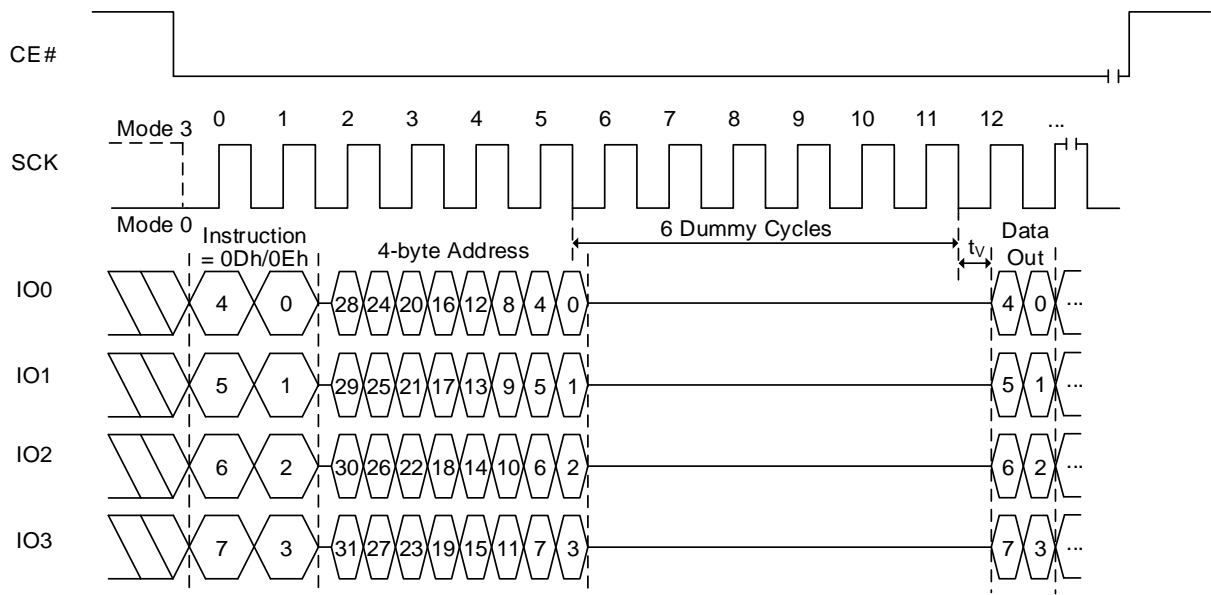 CE#
0 1 2 3 4 5 6 7 8 9 10 11 12 ...
Mode 3
SCK
Mode 0
Instruction
= 0Dh/0Eh
4-byte Address
6 Dummy Cycles
tV
Data
Out
IO0 4 0 28 24 20 16 12 8 4 0 4 0 ...
IO1 5 1 29 25 21 17 13 9 5 1 5 1 ...
IO2 6 2 30 26 22 18 14 10 6 2 6 2 ...
IO3 7 3 31 27 23 19 15 11 7 3 7 3 ...